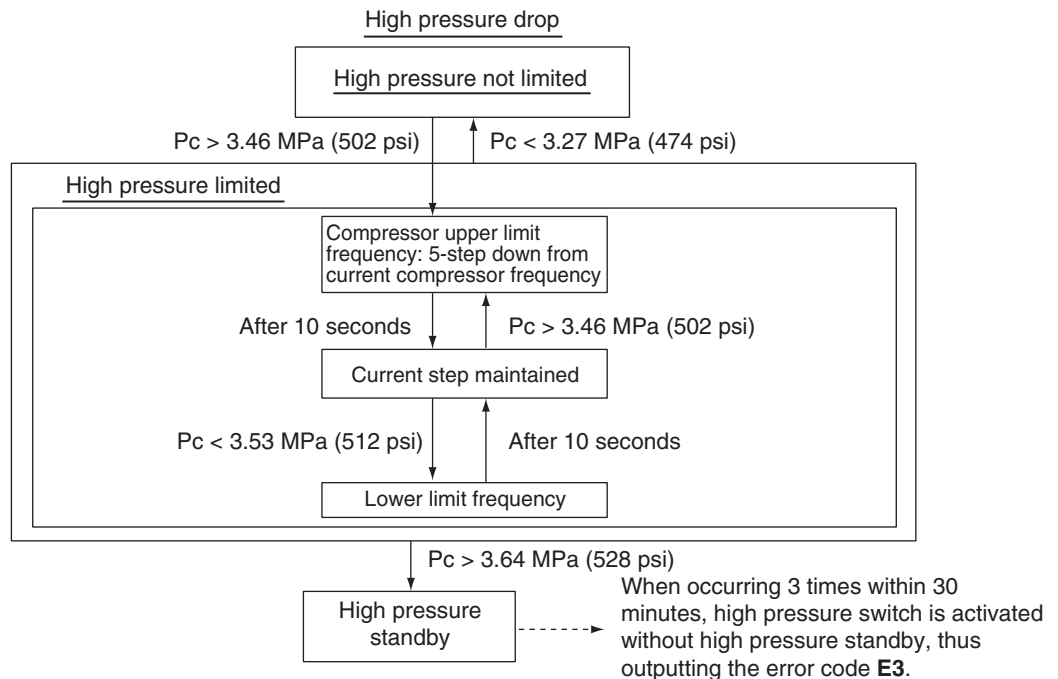 High pressure drop
High pressure not limited
Pc > 3.46 MPa (502 psi)
Pc < 3.27 MPa (474 psi)
High pressure limited
Compressor upper limit
frequency: 5-step down from
current compressor frequency
After 10 seconds
Pc > 3.46 MPa (502 psi)
Current step maintained
Pc < 3.53 MPa (512 psi)
After 10 seconds
Lower limit frequency
Pc > 3.64 MPa (528 psi)
High pressure
standby
When occurring 3 times within 30
minutes, high pressure switch is activated
without high pressure standby, thus
outputting the error code E3.